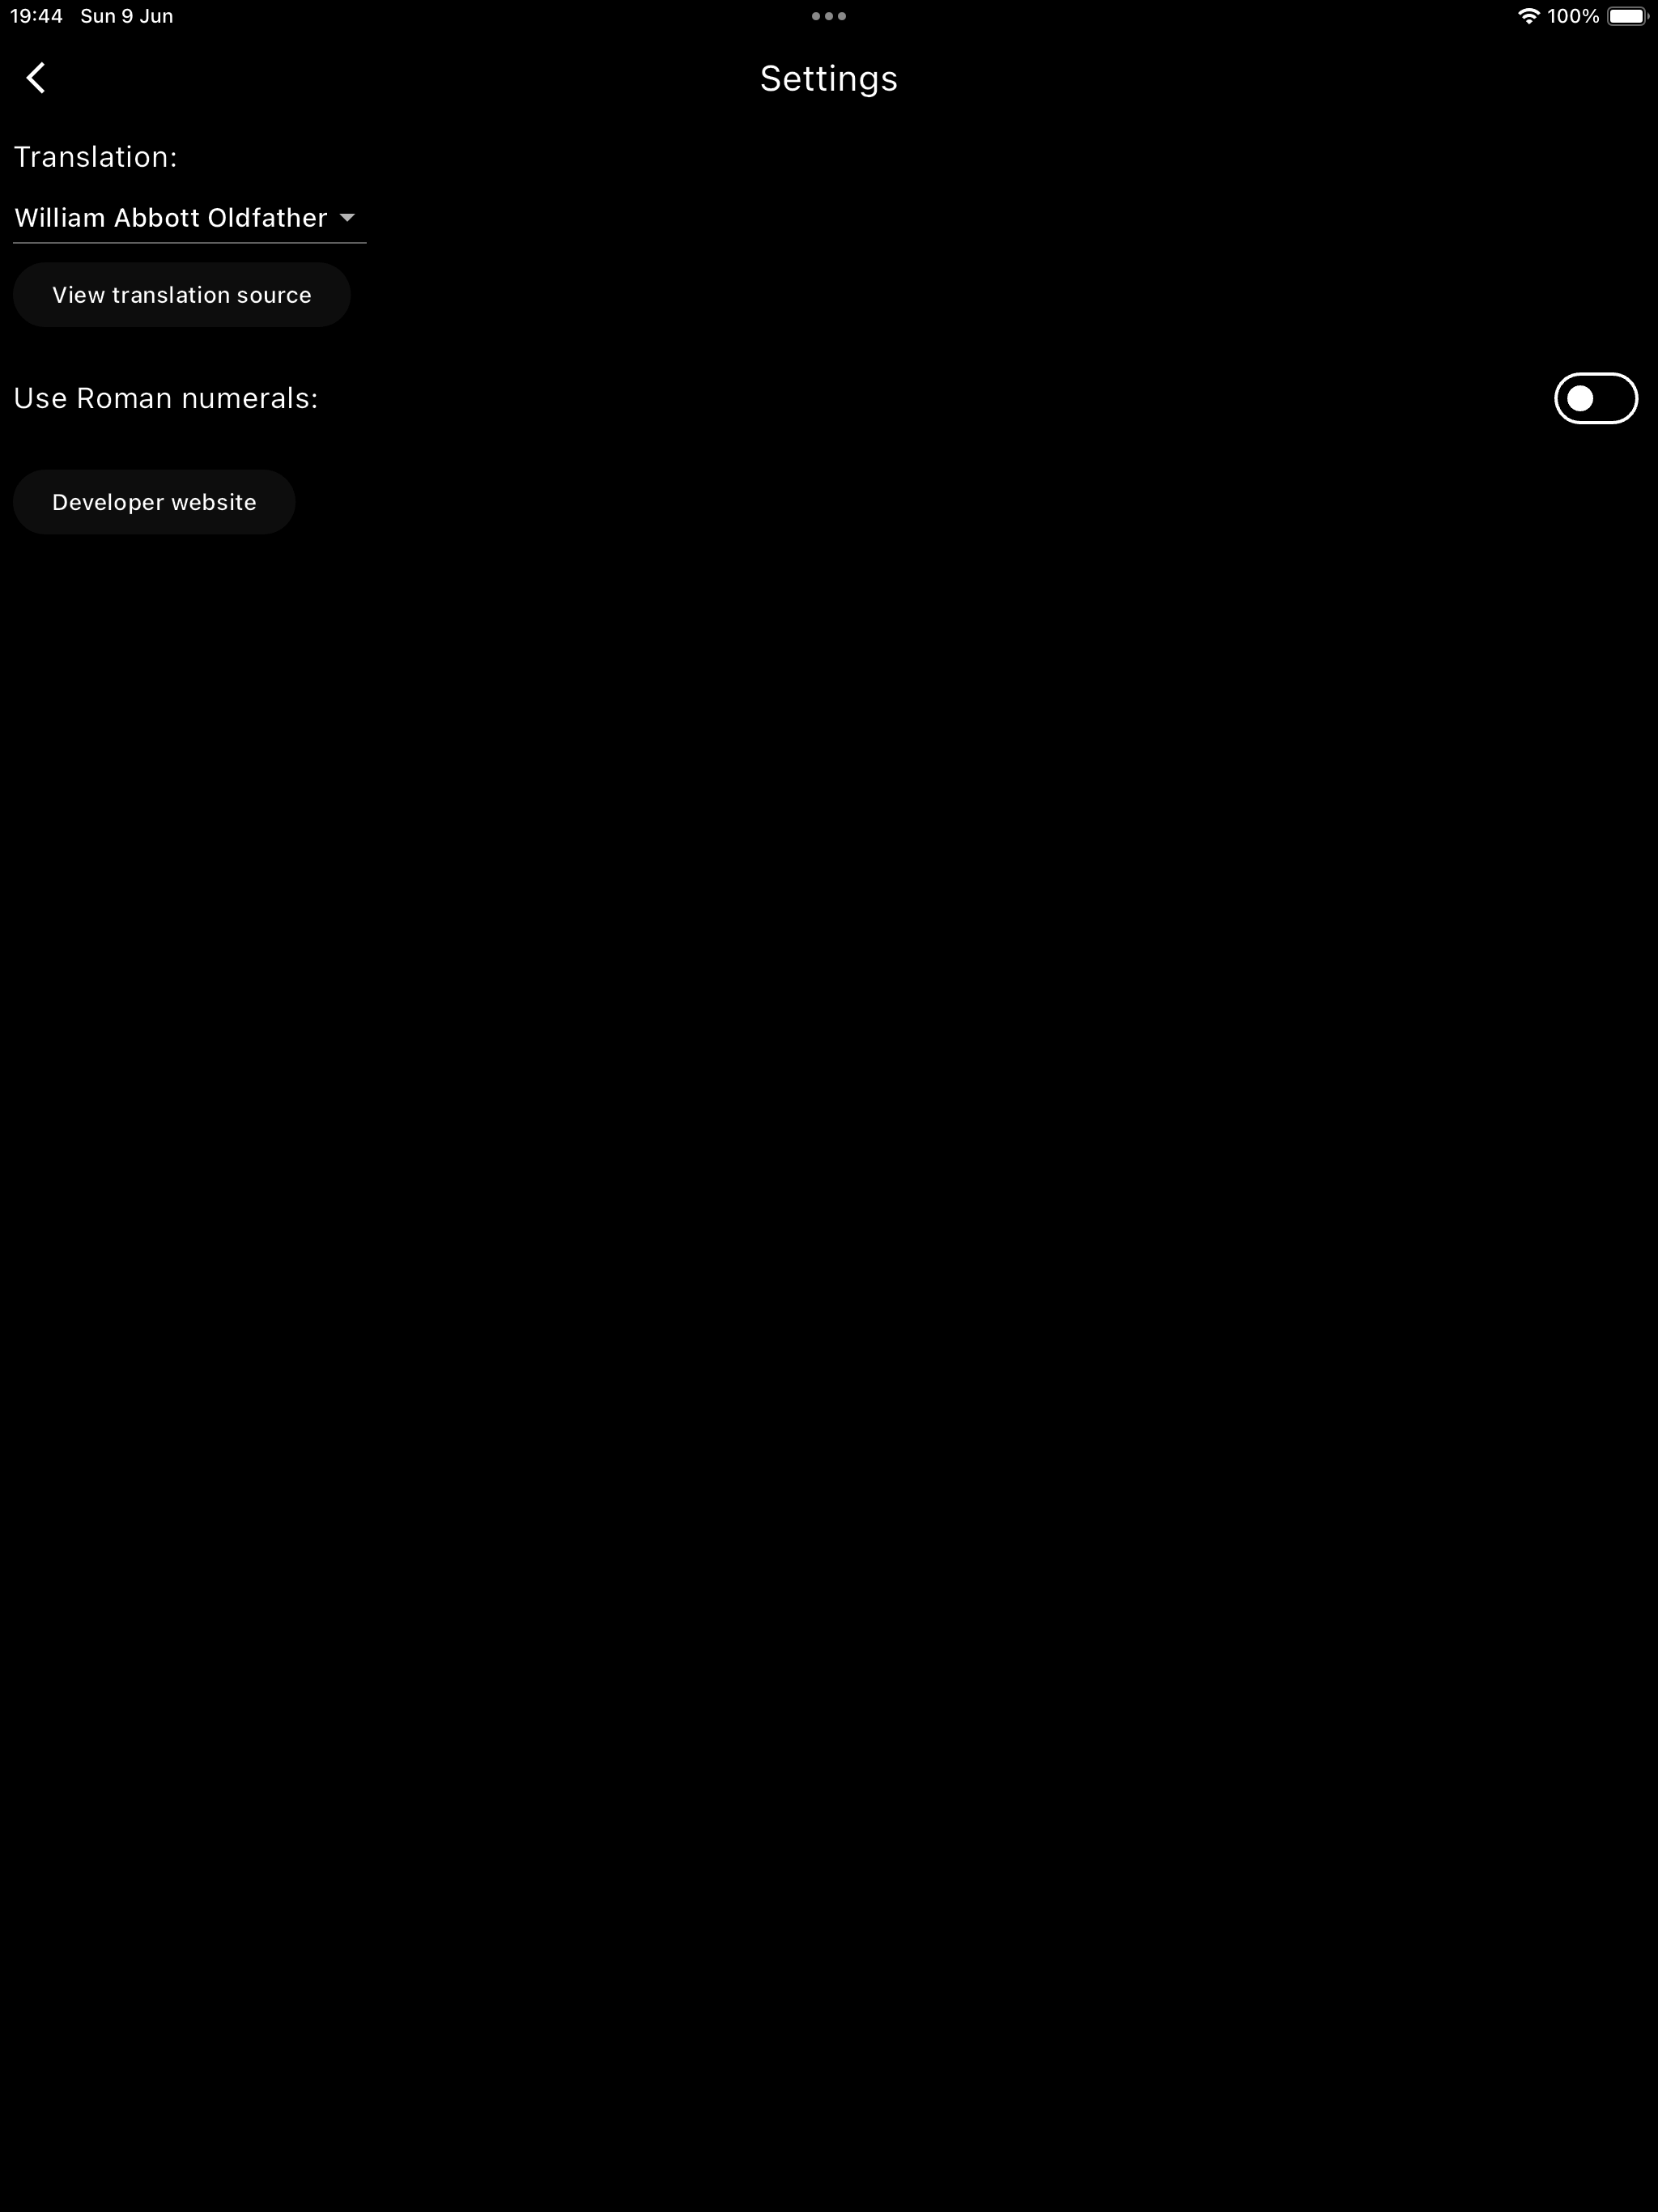 19:44 Sun 9 Jun 100%
Settings
Translation:
William Abbott Oldfather
View translation source
Use Roman numerals:
Developer website